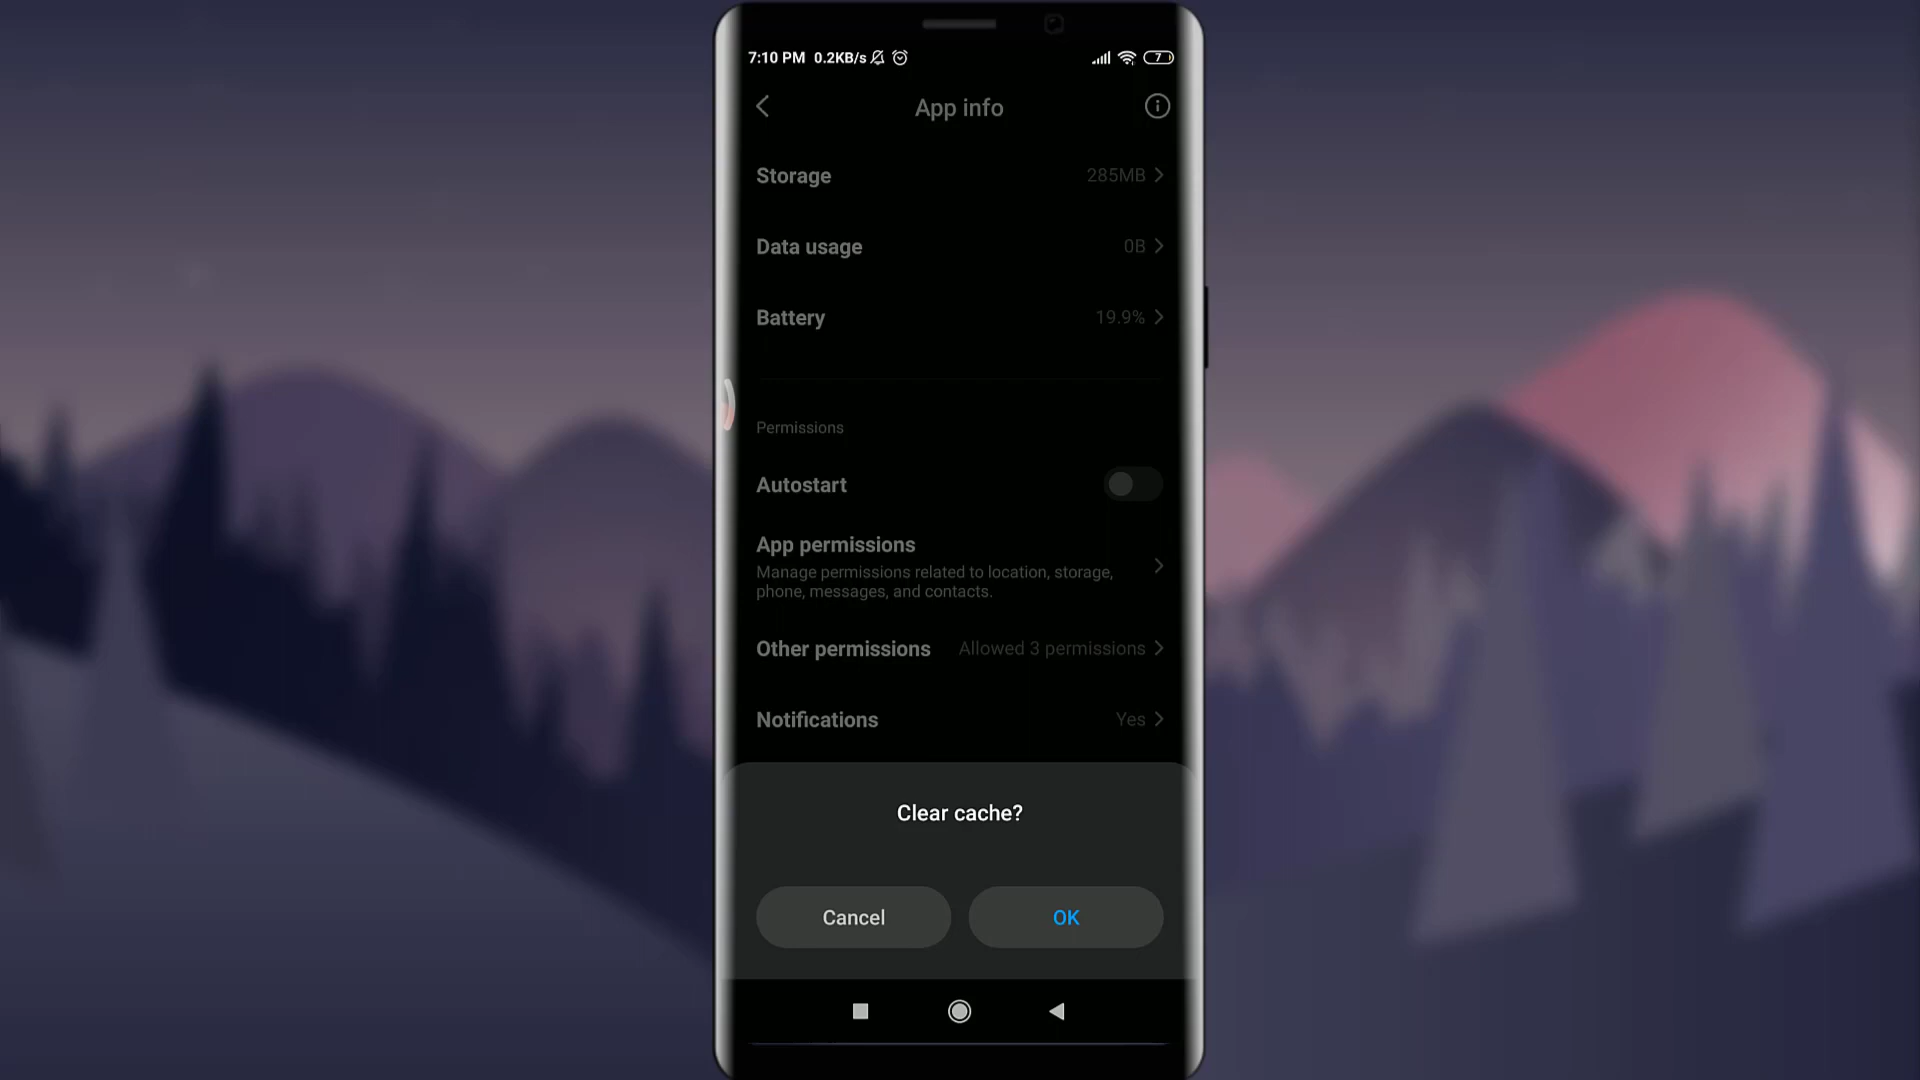 7:10 PM 0.2KB/s 7
App info
Storage 285MB
Data usage 0B
Battery 19.9%
Permissions
Autostart
App permissions
Manage permissions related to location, storage,
phone, messages, and contacts.
Other permissions Allowed 3 permissions
Notifications Yes
Clear cache?
Cancel OK